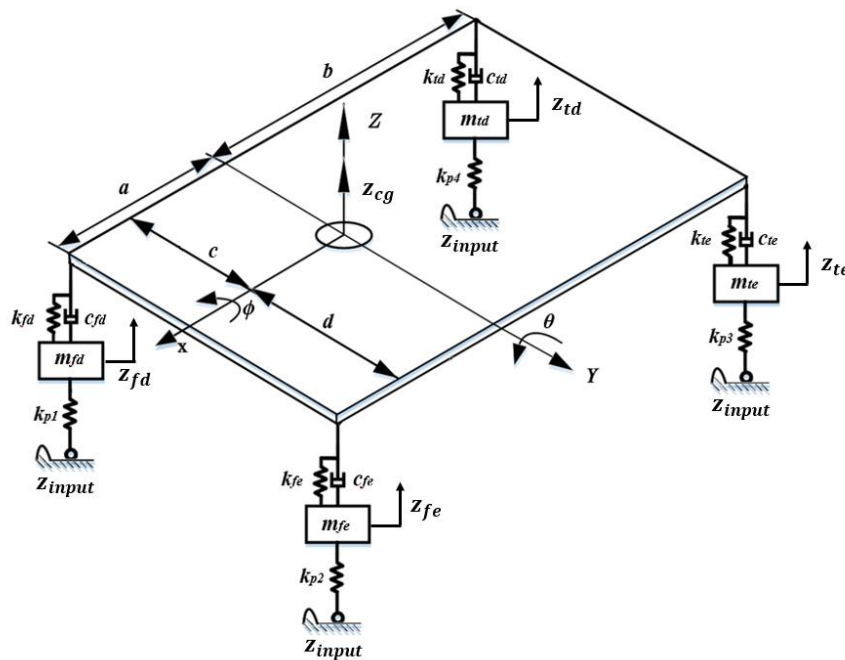 b
k_td
c_td
m_td
z_td
Z
z_cg
a
k_p4
z_input
c
k_te
c_te
m_te
z_te
ϕ
d
θ
k_fd
c_fd
x
m_fd
z_fd
Y
k_p3
z_input
k_p1
z_input
k_fe
c_fe
m_fe
z_fe
k_p2
z_input